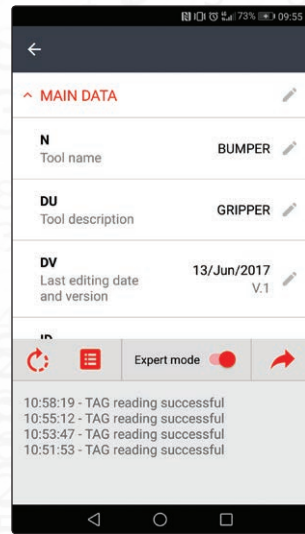 73% 09:55
MAIN DATA
N
Tool name
BUMPER
DU
Tool description
GRIPPER
DV
Last editing date
and version
13/Jun/2017
V.1
ID
Expert mode
10:58:19 - TAG reading successful
10:55:12 - TAG reading successful
10:53:47 - TAG reading successful
10:51:53 - TAG reading successful